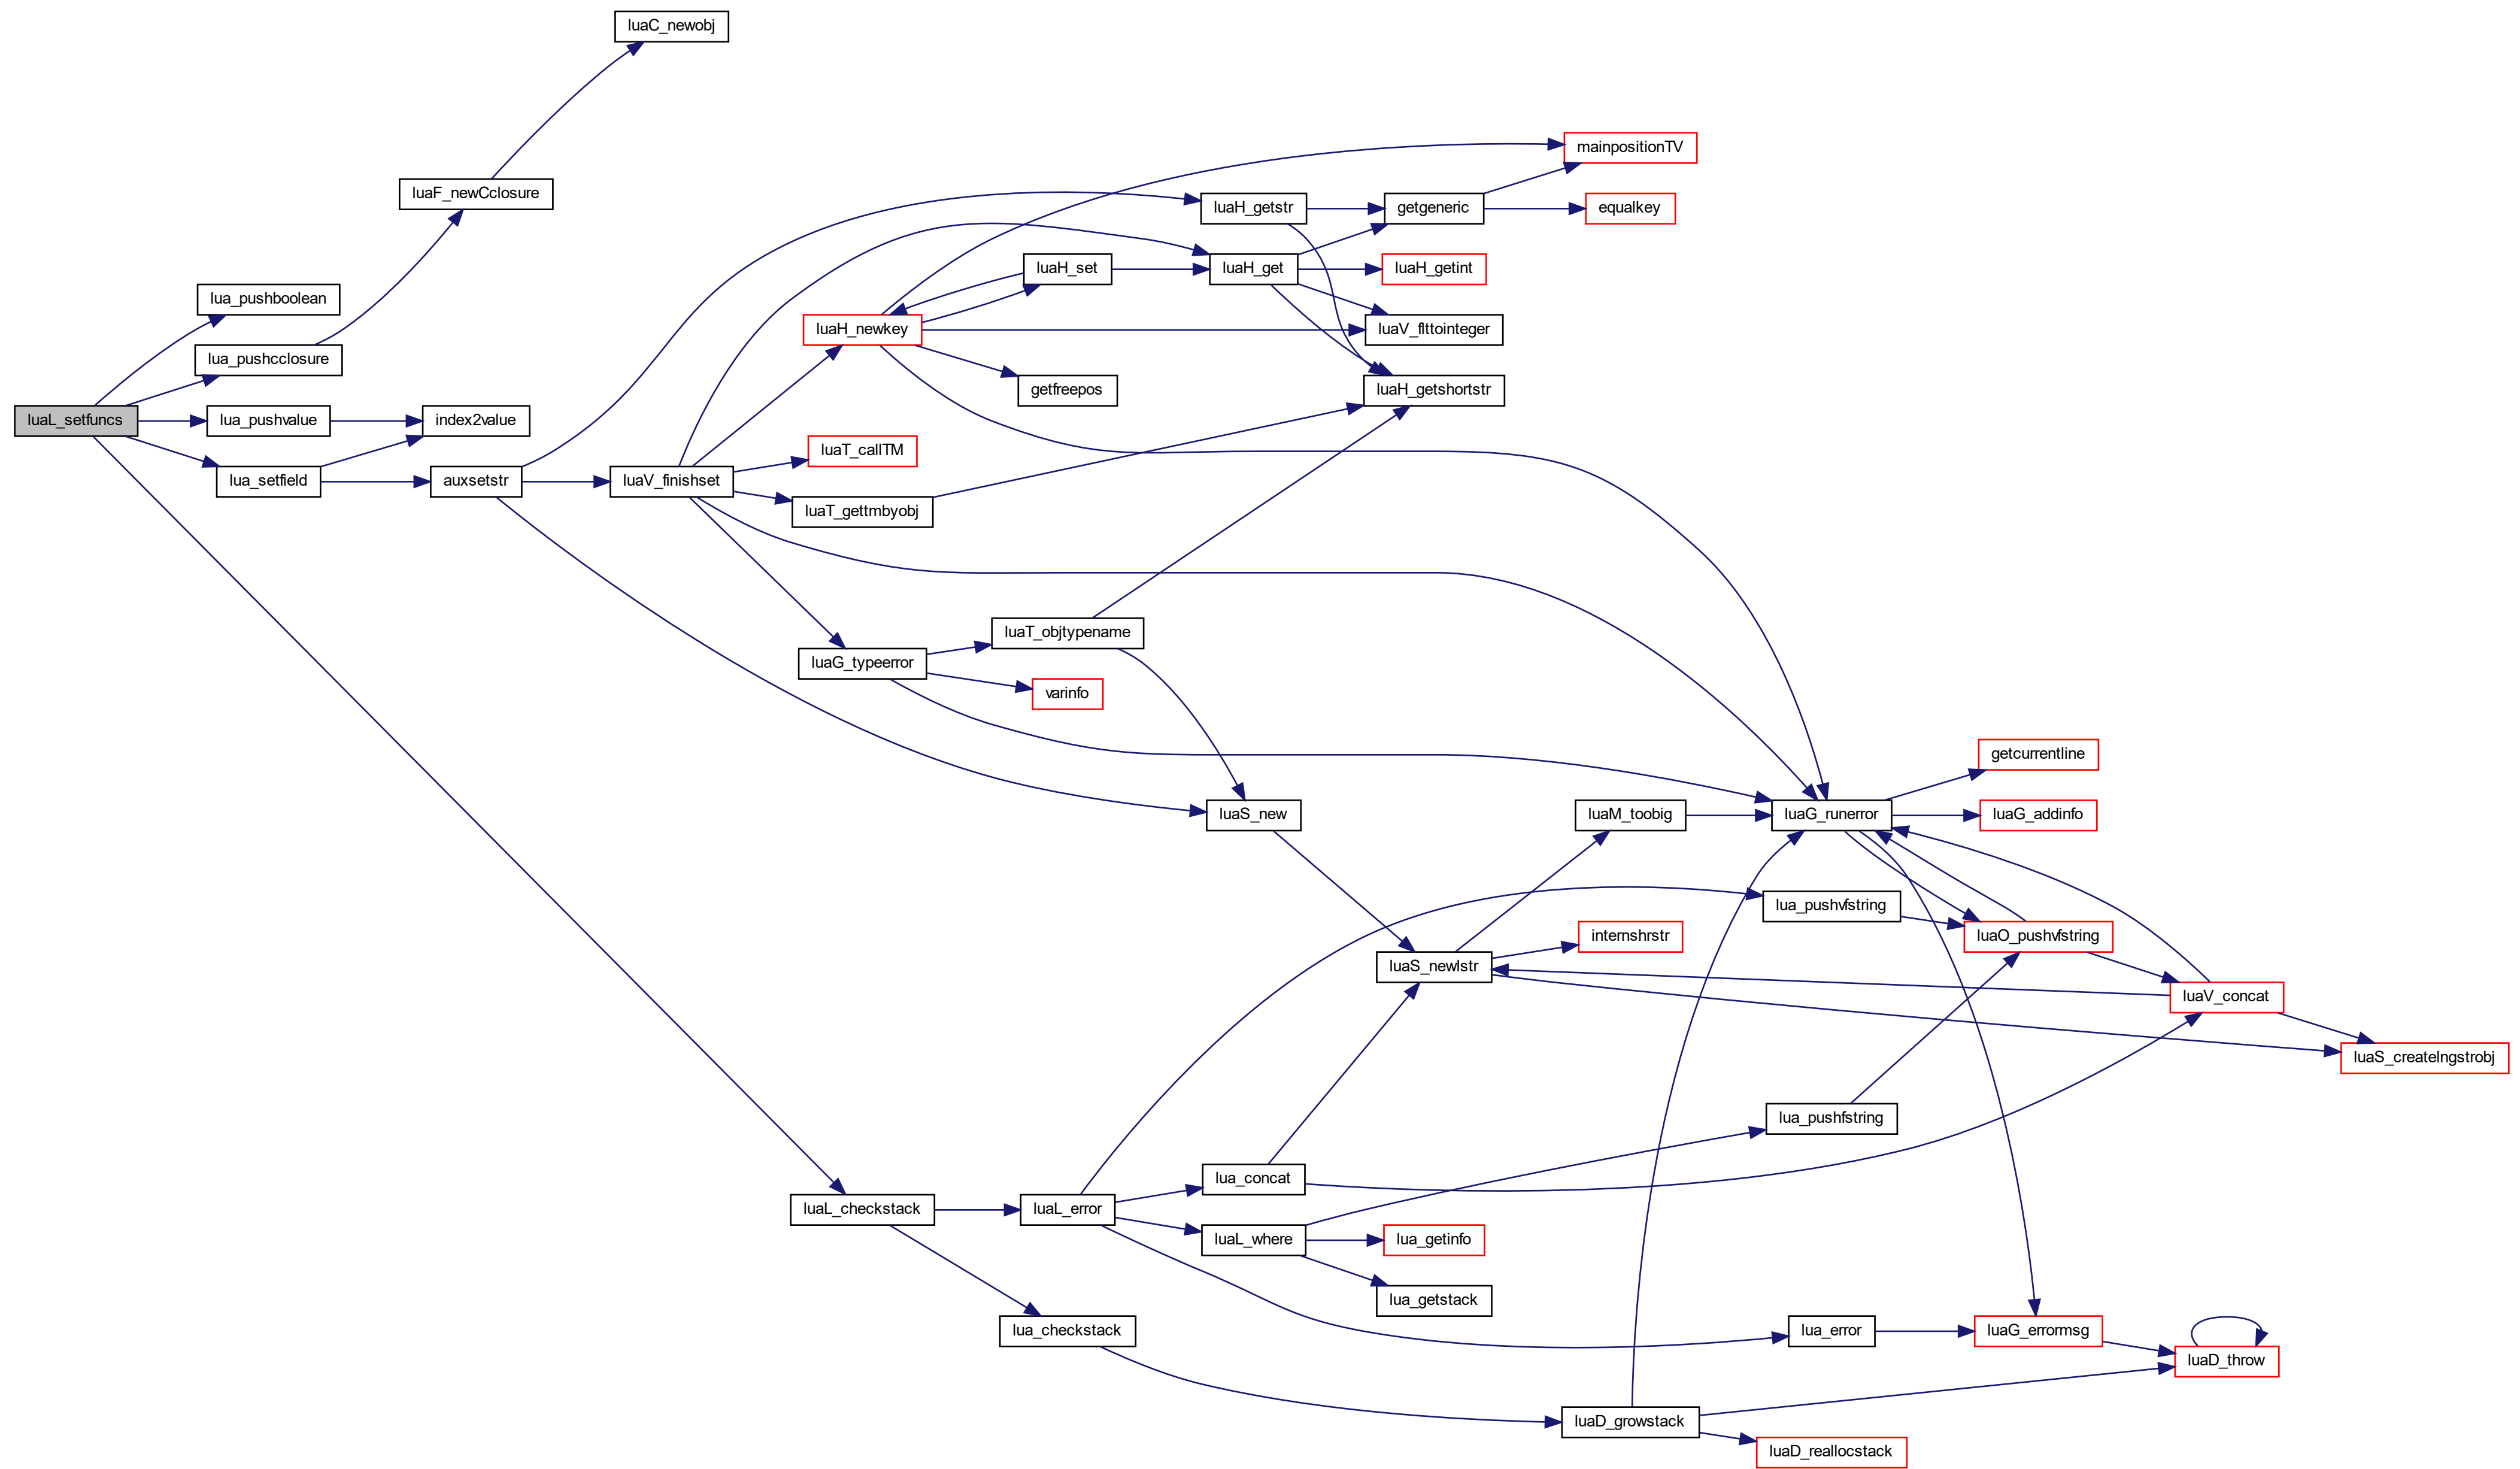 luaC_newobj
mainpositionTV
luaF_newCclosure
luaH_getstr
getgeneric
equalkey
luaH_set
luaH_get
luaH_getint
lua_pushboolean
luaH_newkey
luaV_flttointeger
lua_pushcclosure
getfreepos
luaH_getshortstr
luaL_setfuncs
lua_pushvalue
index2value
luaT_callTM
lua_setfield
auxsetstr
luaV_finishset
luaT_gettmbyobj
luaT_objtypename
luaG_typeerror
varinfo
getcurrentline
luaS_new
luaM_toobig
luaG_runerror
luaG_addinfo
lua_pushvfstring
internshrstr
luaO_pushvfstring
luaS_newlstr
luaV_concat
luaS_createlngstrobj
lua_pushfstring
lua_concat
luaL_checkstack
luaL_error
luaL_where
lua_getinfo
lua_getstack
lua_checkstack
lua_error
luaG_errormsg
luaD_throw
luaD_growstack
luaD_reallocstack